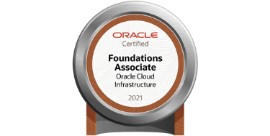 ORACLE
Certified
Foundations
Associate
Oracle Cloud
Infrastructure
2021